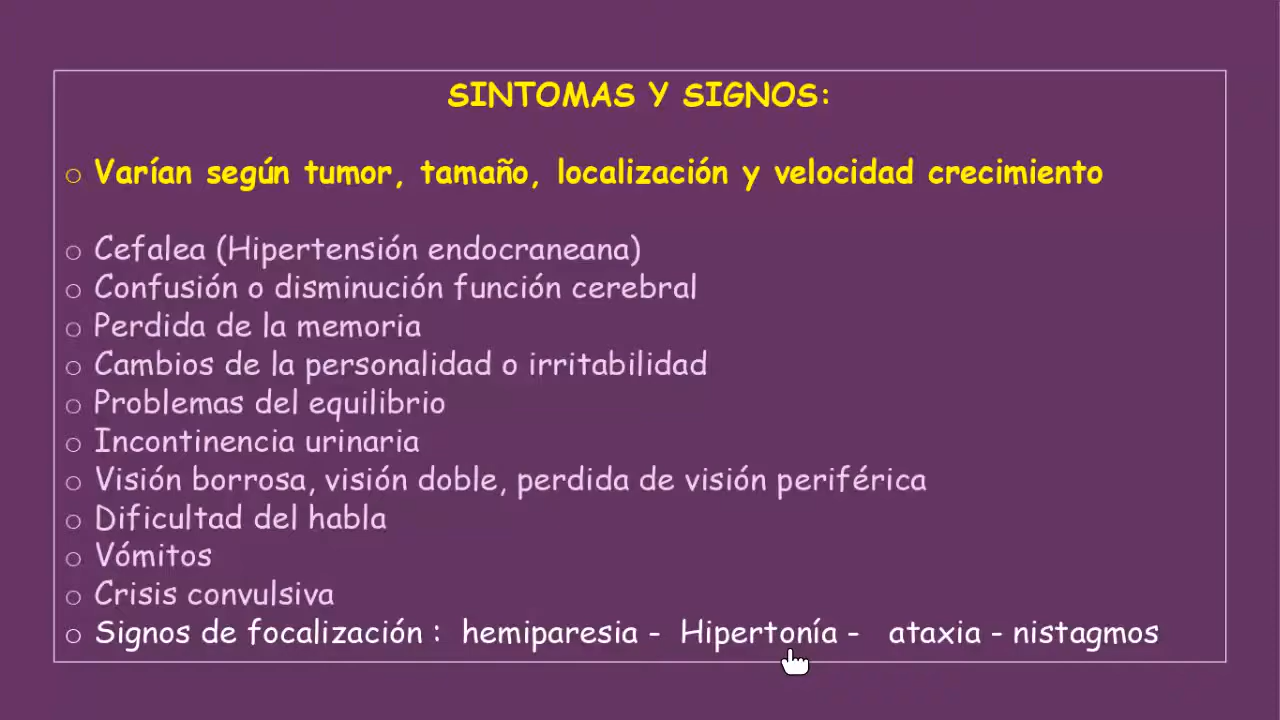 SINTOMAS Y SIGNOS:
o Varían según tumor, tamaño, localización y velocidad crecimiento
o Cefalea (Hipertensión endocraneana)
o Confusión o disminución función cerebral
o Perdida de la memoria
o Cambios de la personalidad o irritabilidad
o Problemas del equilibrio
o Incontinencia urinaria
o Visión borrosa, visión doble, perdida de visión periférica
o Dificultad del habla
o Vómitos
o Crisis convulsiva
o Signos de focalización : hemiparesia - Hipertonía - ataxia - nistagmos